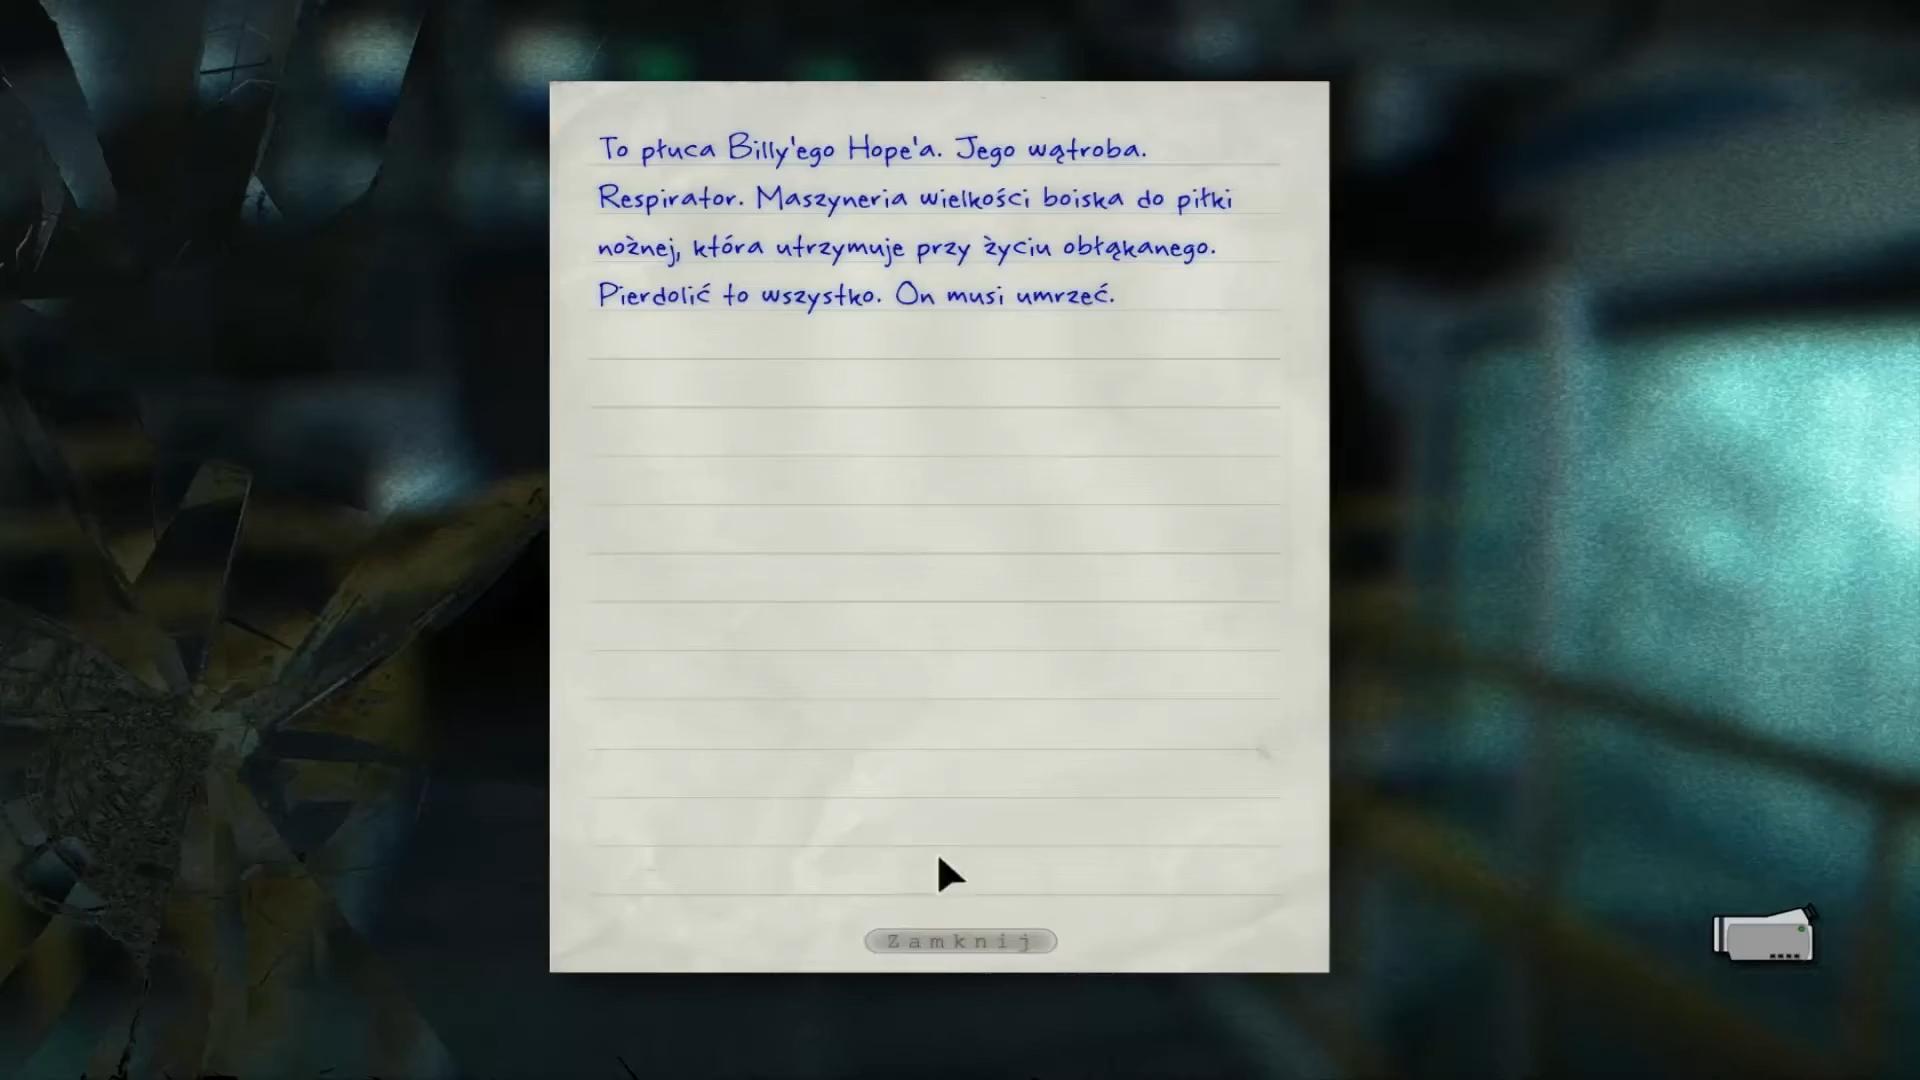 To płuca Billy'ego Hope'a. Jego wątroba.
Respirator. Maszyneria wielkości boiska do piłki
nożnej, która utrzymuje przy życiu obłąkanego.
Pierdolić to wszystko. On musi umrzeć.
Zamknij